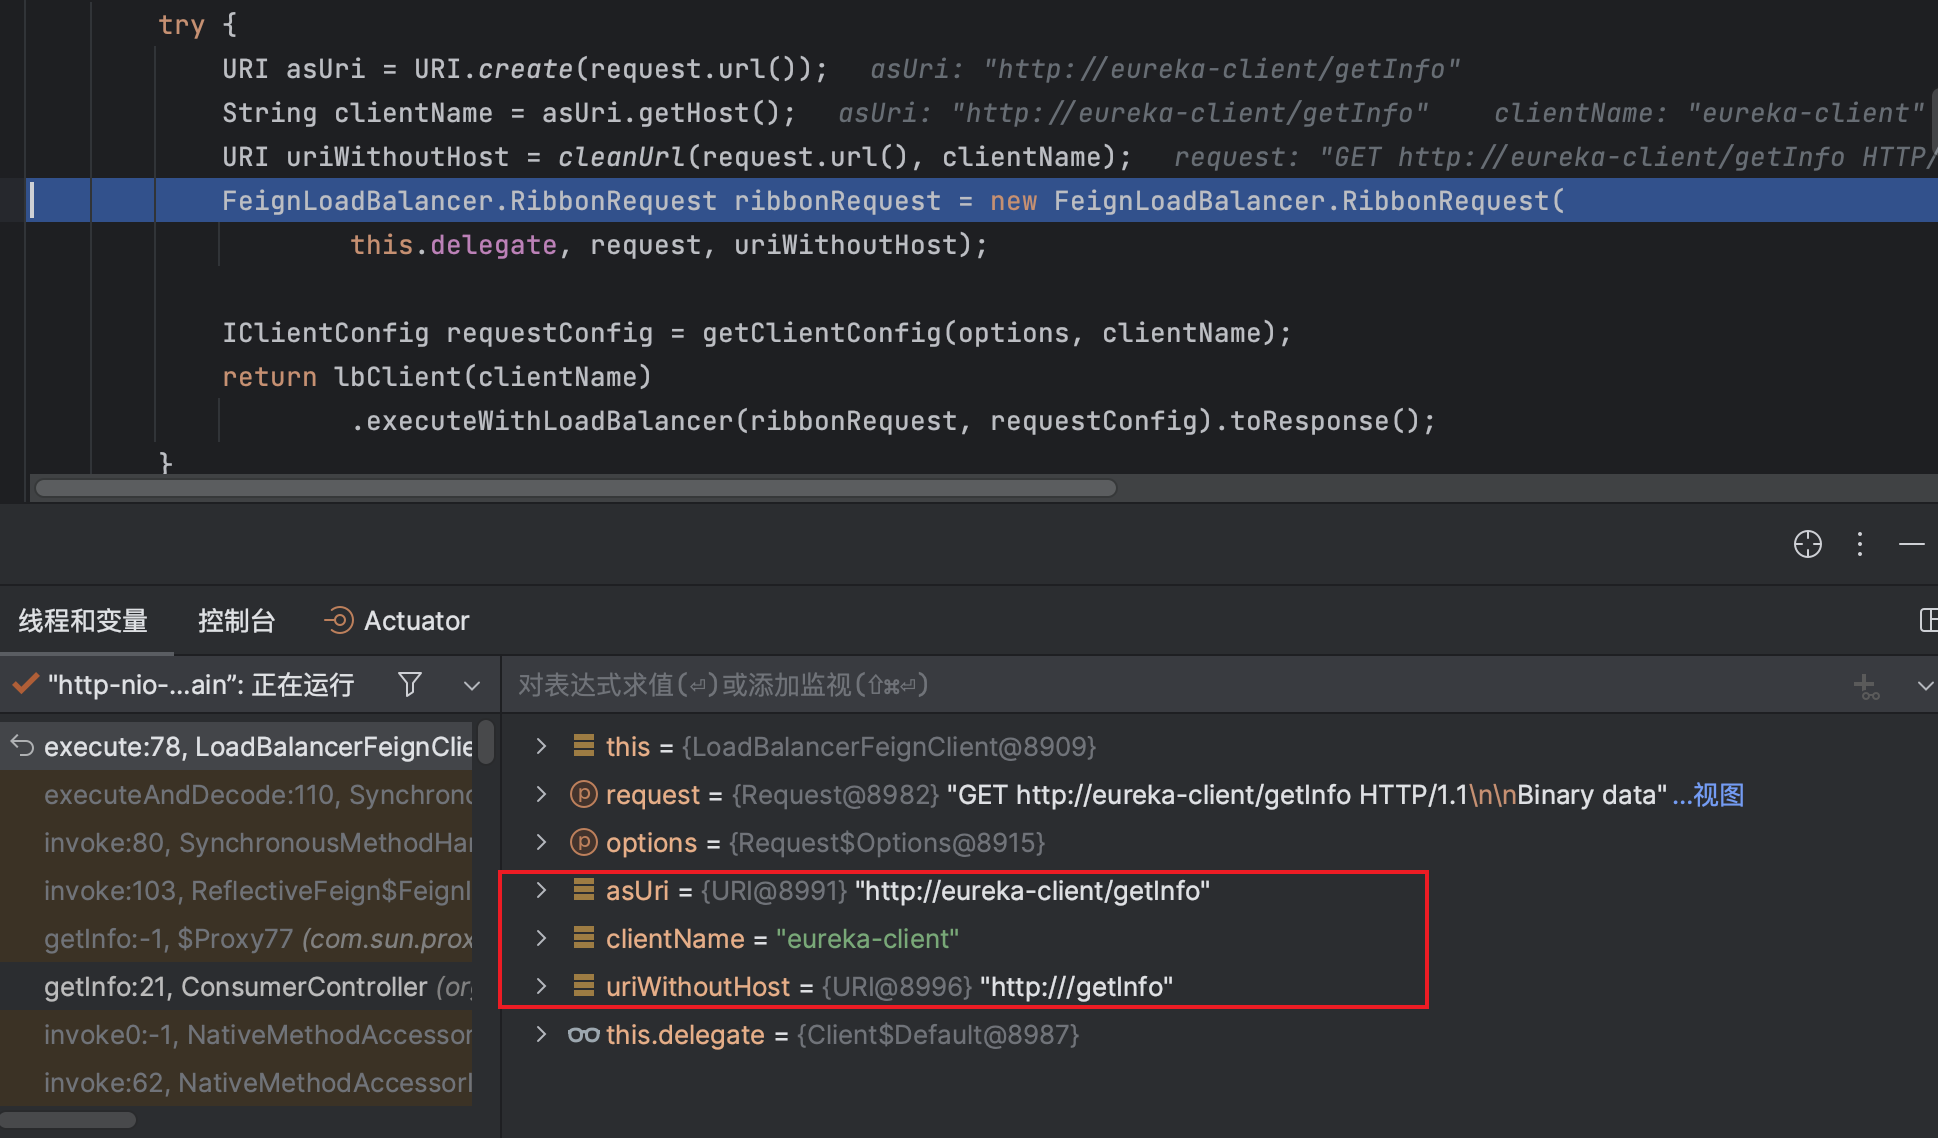 try {
URI asUri = URI.create(request.url());   asUri: "http://eureka-client/getInfo"
String clientName = asUri.getHost();   asUri: "http://eureka-client/getInfo"    clientName: "eureka-client"
URI uriWithoutHost = cleanUrl(request.url(), clientName);   request: "GET http://eureka-client/getInfo HTTP/
FeignLoadBalancer.RibbonRequest ribbonRequest = new FeignLoadBalancer.RibbonRequest(
this.delegate, request, uriWithoutHost);
IClientConfig requestConfig = getClientConfig(options, clientName);
return lbClient(clientName)
.executeWithLoadBalancer(ribbonRequest, requestConfig).toResponse();
}
线程和变量 控制台 Actuator
"http-nio-...ain”: 正在运行
对表达式求值(⏎)或添加监视(⇧⌘⏎)
execute:78, LoadBalancerFeignClie
executeAndDecode:110, Synchrono
invoke:80, SynchronousMethodHar
invoke:103, ReflectiveFeign$FeignI
getInfo:-1, $Proxy77 (com.sun.prox
getInfo:21, ConsumerController (org
invoke0:-1, NativeMethodAccessor
invoke:62, NativeMethodAccessorI
this = {LoadBalancerFeignClient@8909}
request = {Request@8982} "GET http://eureka-client/getInfo HTTP/1.1\n\nBinary data" ...视图
options = {Request$Options@8915}
asUri = {URI@8991} "http://eureka-client/getInfo"
clientName = "eureka-client"
uriWithoutHost = {URI@8996} "http:///getInfo"
this.delegate = {Client$Default@8987}